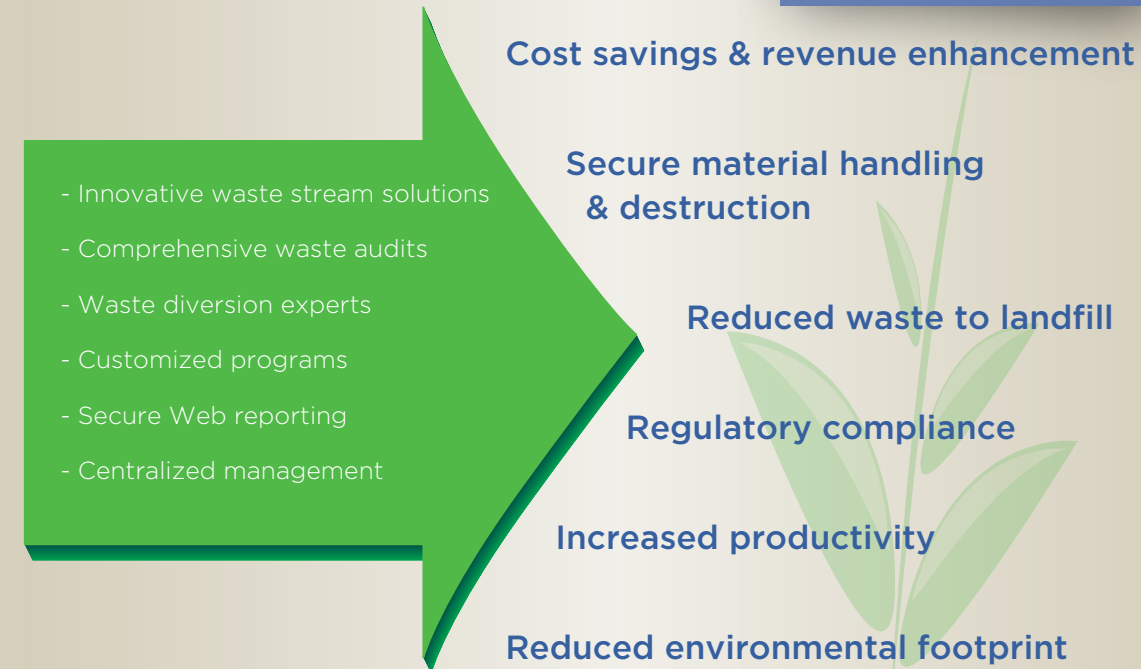 - Innovative waste stream solutions
- Comprehensive waste audits
- Waste diversion experts
- Customized programs
- Secure Web reporting
- Centralized management
Cost savings & revenue enhancement
Secure material handling
& destruction
Reduced waste to landfill
Regulatory compliance
Increased productivity
Reduced environmental footprint